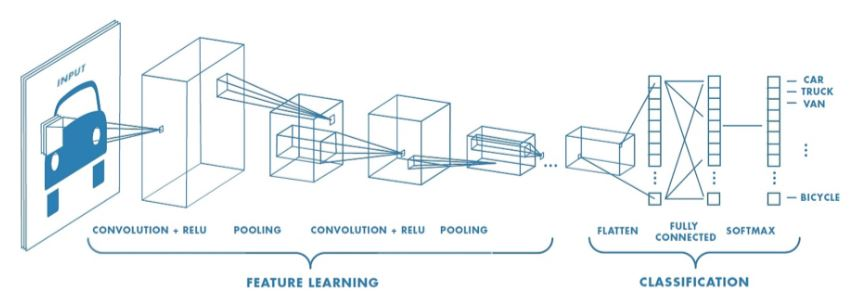 INPUT
CAR
TRUCK
VAN
BICYCLE
CONVOLUTION + RELU
POOLING
CONVOLUTION + RELU
POOLING
FLATTEN
FULLY
CONNECTED
SOFTMAX
FEATURE LEARNING
CLASSIFICATION